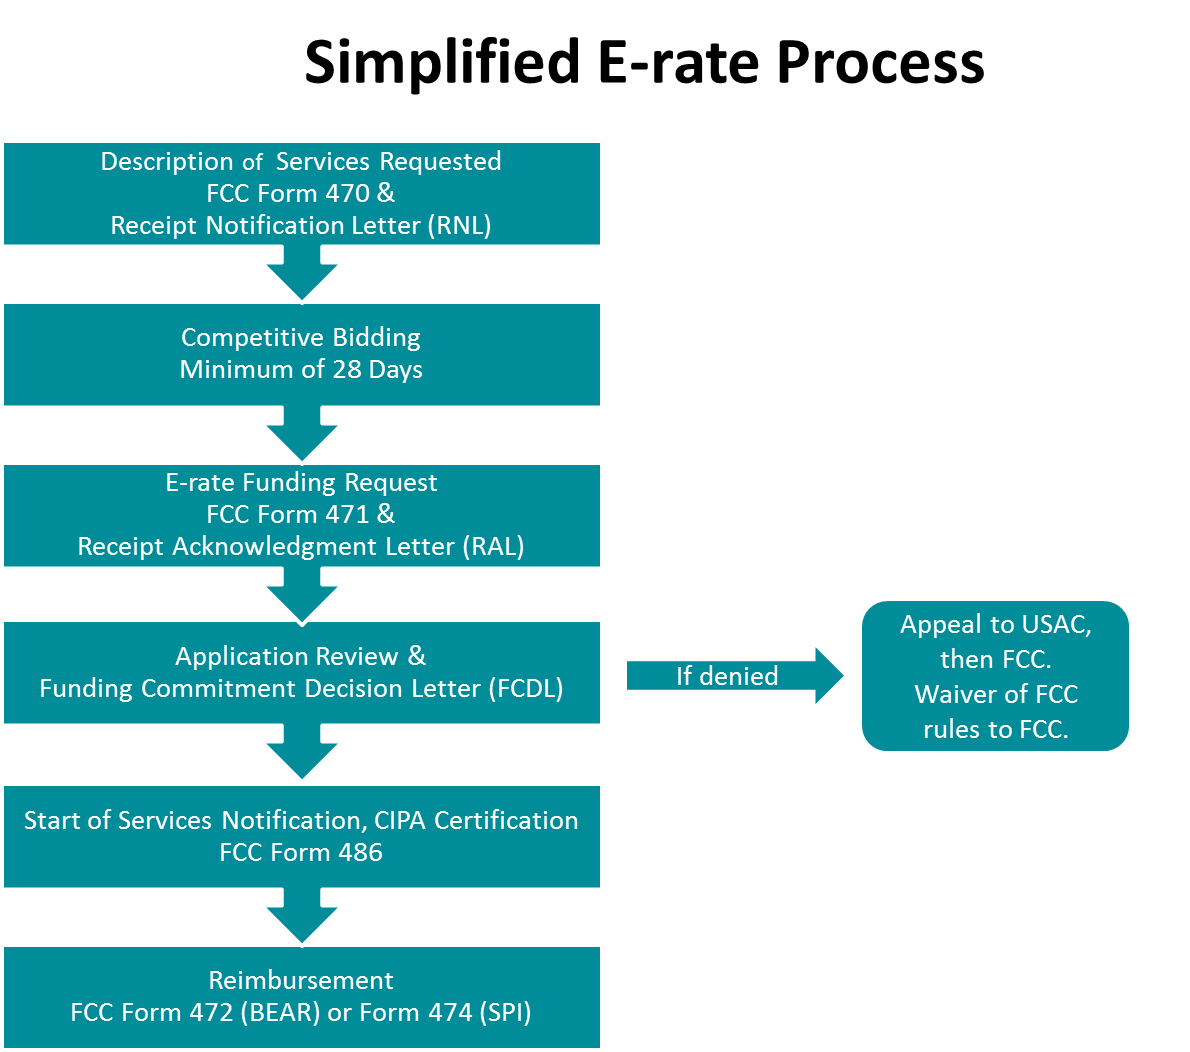 Simplified E-rate Process
Description of Services Requested
FCC Form 470 &
Receipt Notification Letter (RNL)
Competitive Bidding
Minimum of 28 Days
E-rate Funding Request
FCC Form 471 &
Receipt Acknowledgment Letter (RAL)
Application Review &
Funding Commitment Decision Letter (FCDL)
If denied
Appeal to USAC,
then FCC.
Waiver of FCC
rules to FCC.
Start of Services Notification, CIPA Certification
FCC Form 486
Reimbursement
FCC Form 472 (BEAR) or Form 474 (SPI)